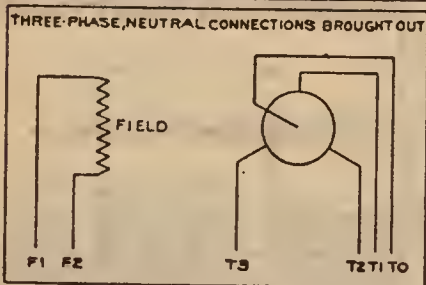 THREE-PHASE, NEUTRAL CONNECTIONS BROUGHT OUT
FIELD
F1 F2 T3 T2 T1 T0